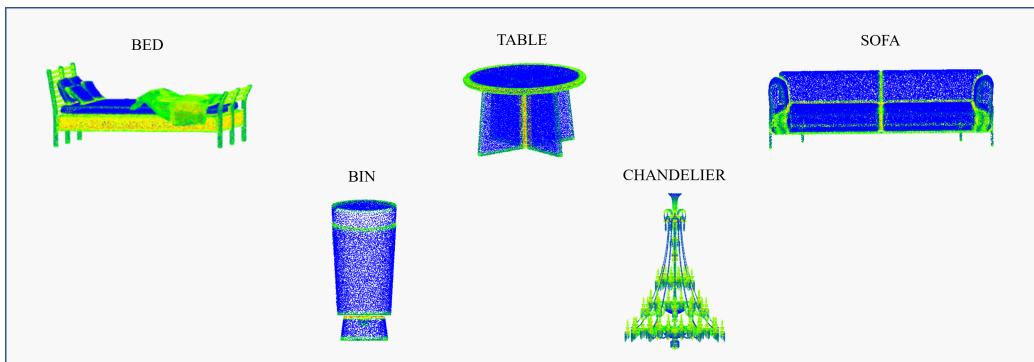 BED
TABLE
SOFA
BIN
CHANDELIER